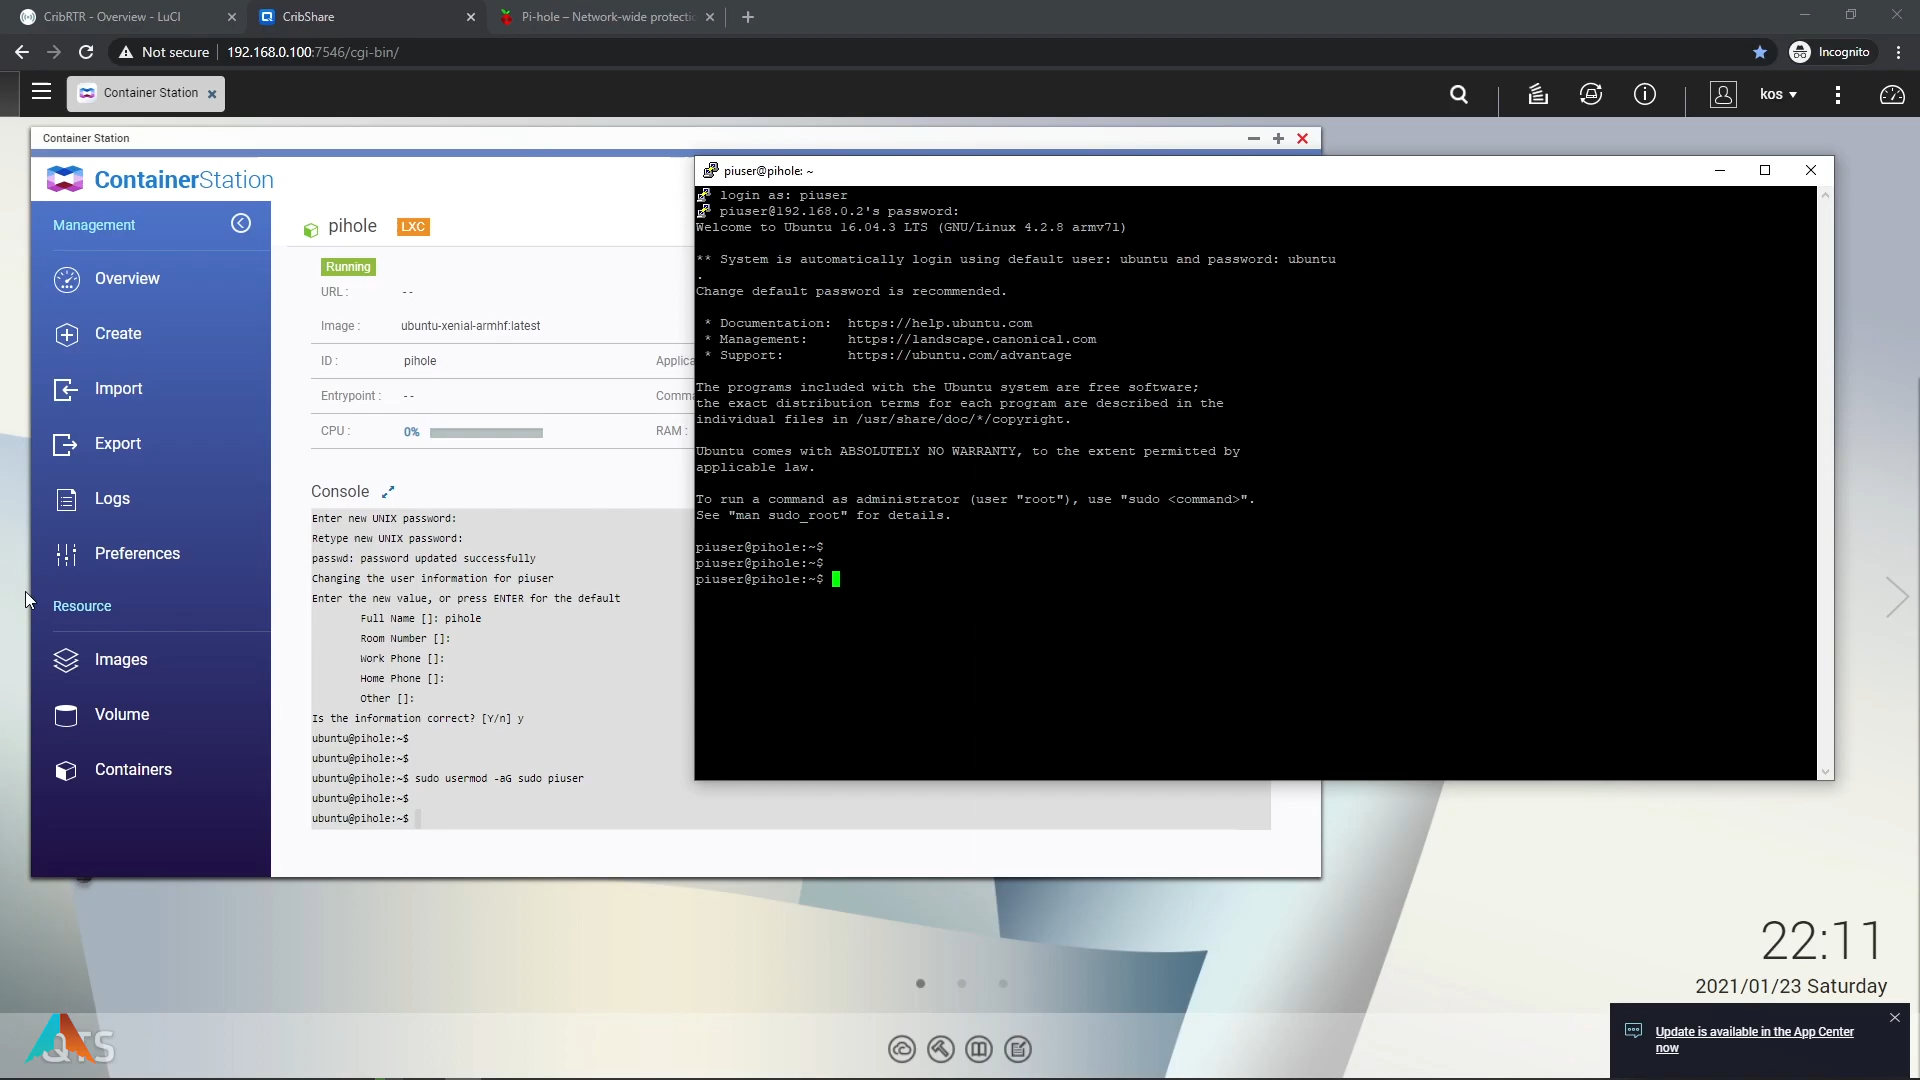 CribRTR - Overview - LuCI
CribShare
Pi-hole – Network-wide protectio
Not secure
192.168.0.100:7546/cgi-bin/
Incognito
Container Station
kos
Container Station
ContainerStation
Management
Overview
Create
Import
Export
Logs
Preferences
Resource
Images
Volume
Containers
pihole
LXC
Running
URL : --
Image : ubuntu-xenial-armhf:latest
ID : pihole
Applica
Entrypoint : --
Comma
CPU : 0%
RAM :
Console
Enter new UNIX password:
Retype new UNIX password:
passwd: password updated successfully
Changing the user information for piuser
Enter the new value, or press ENTER for the default
Full Name []: pihole
Room Number []:
Work Phone []:
Home Phone []:
Other []:
Is the information correct? [Y/n] y
ubuntu@pihole:~$
ubuntu@pihole:~$
ubuntu@pihole:~$ sudo usermod -aG sudo piuser
ubuntu@pihole:~$
ubuntu@pihole:~$
piuser@pihole: ~
login as: piuser
piuser@192.168.0.2's password:
Welcome to Ubuntu 16.04.3 LTS (GNU/Linux 4.2.8 armv7l)
** System is automatically login using default user: ubuntu and password: ubuntu
.
Change default password is recommended.
* Documentation:  https://help.ubuntu.com
* Management:     https://landscape.canonical.com
* Support:        https://ubuntu.com/advantage
The programs included with the Ubuntu system are free software;
the exact distribution terms for each program are described in the
individual files in /usr/share/doc/*/copyright.
Ubuntu comes with ABSOLUTELY NO WARRANTY, to the extent permitted by
applicable law.
To run a command as administrator (user "root"), use "sudo <command>".
See "man sudo_root" for details.
piuser@pihole:~$
piuser@pihole:~$
piuser@pihole:~$
22:11
2021/01/23 Saturday
QTS
Update is available in the App Center
now